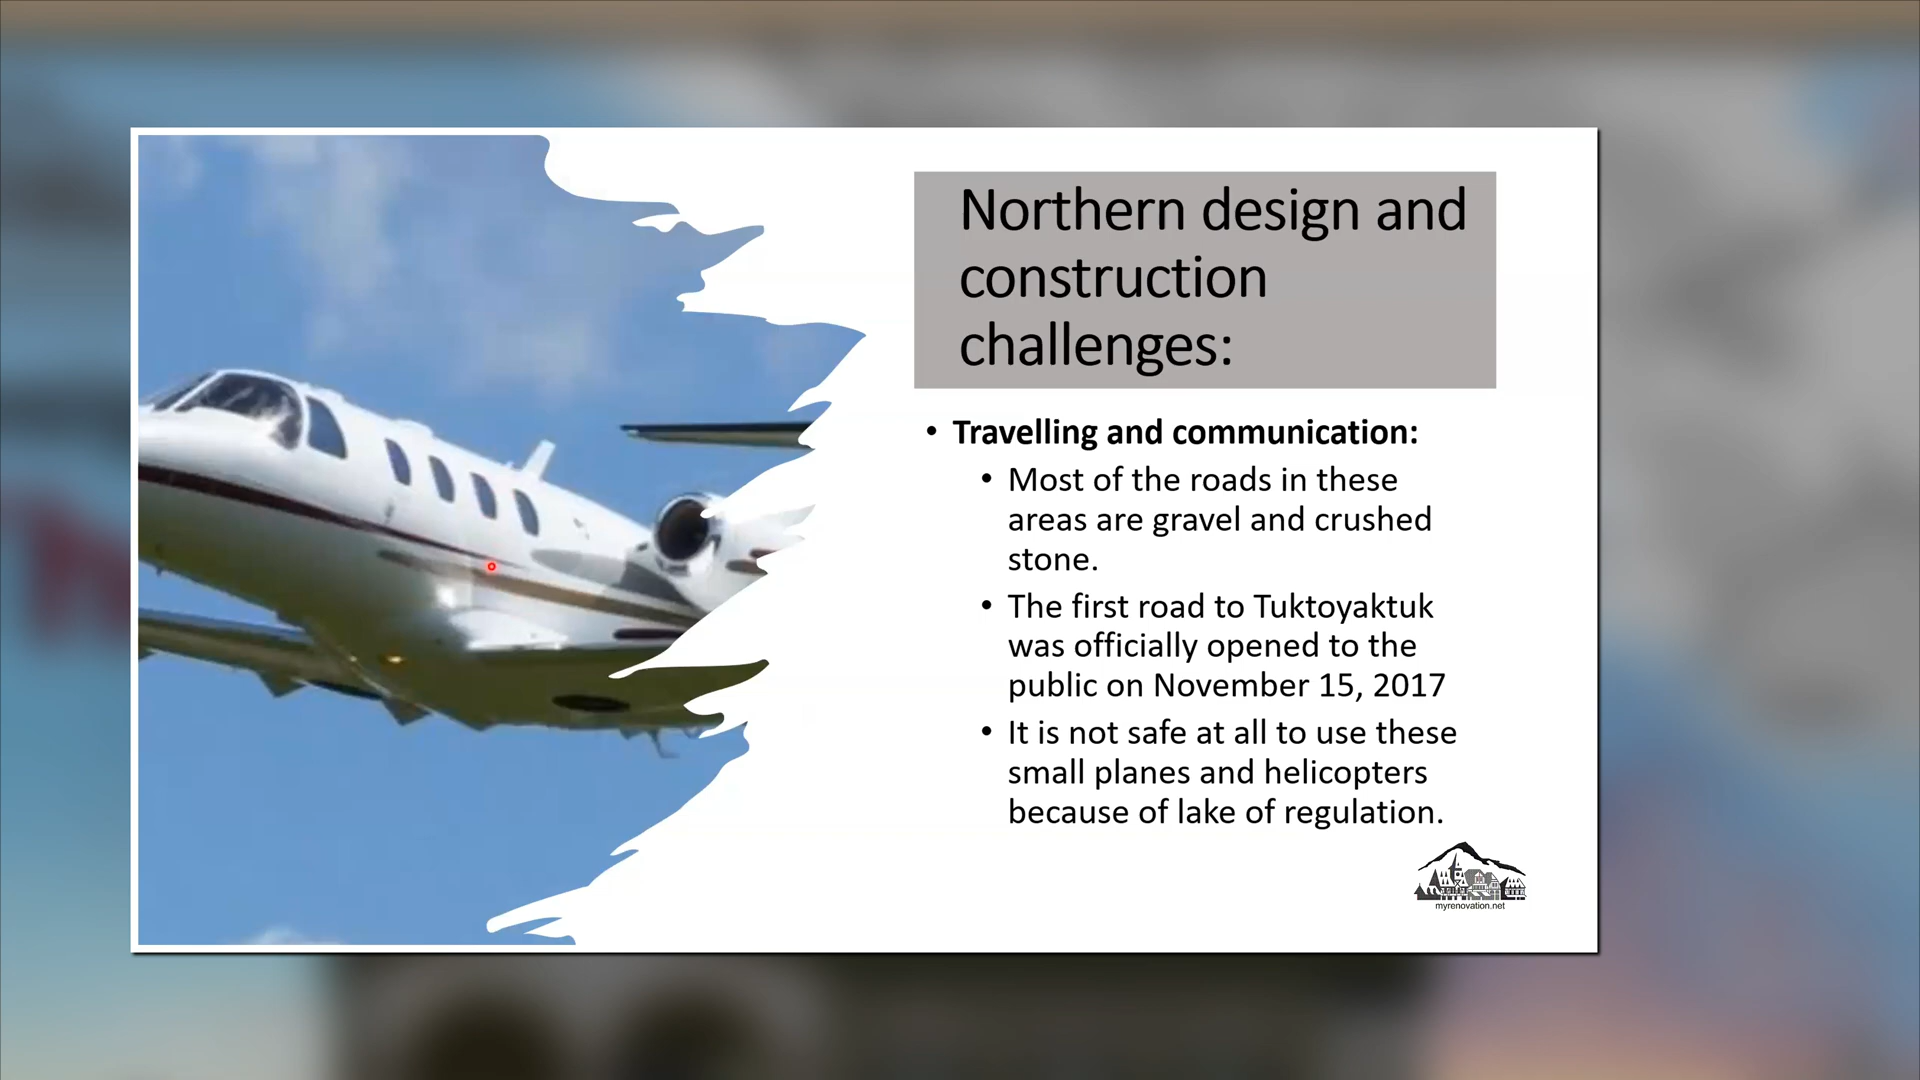 Northern design and
construction
challenges:
• Travelling and communication:
• Most of the roads in these
areas are gravel and crushed
stone.
• The first road to Tuktoyaktuk
was officially opened to the
public on November 15, 2017
• It is not safe at all to use these
small planes and helicopters
because of lake of regulation.
myrenovation.net